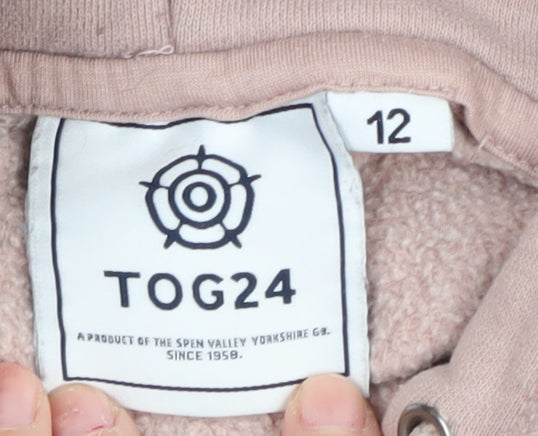 12
TOG24
A PRODUCT OF THE SPEN VALLEY YORKSHIRE GB.
SINCE 1958.